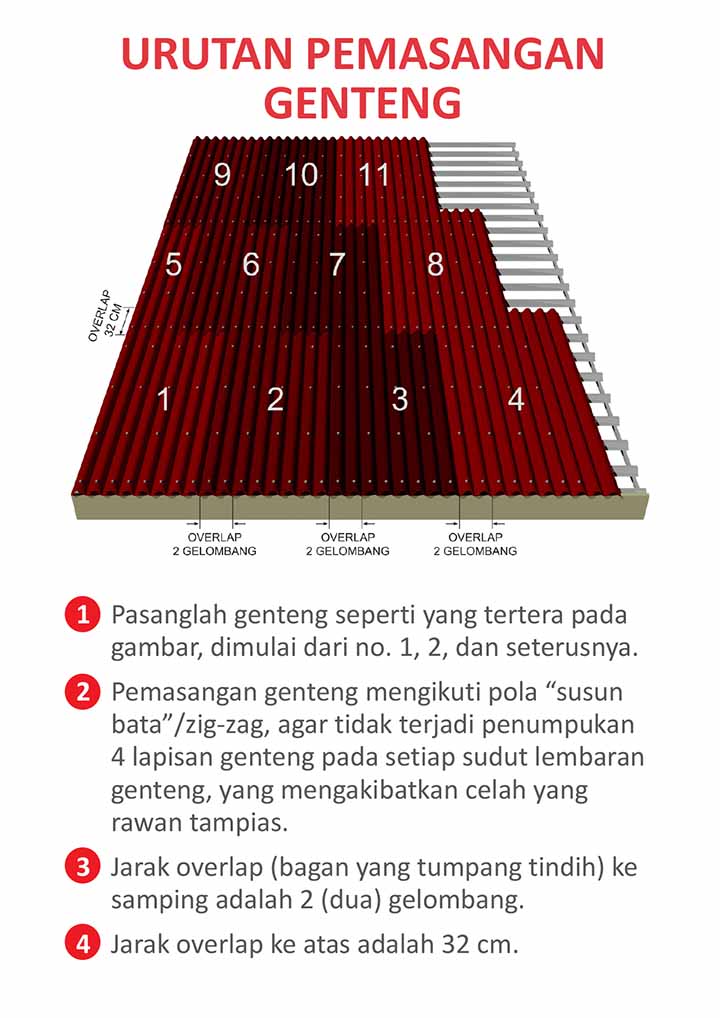 URUTAN PEMASANGAN
GENTENG
9 10 11
5 6 7 8
OVERLAP
32 CM
1 2 3 4
OVERLAP
2 GELOMBANG
OVERLAP
2 GELOMBANG
OVERLAP
2 GELOMBANG
1 Pasanglah genteng seperti yang tertera pada
gambar, dimulai dari no. 1, 2, dan seterusnya.
2 Pemasangan genteng mengikuti pola “susun
bata”/zig-zag, agar tidak terjadi penumpukan
4 lapisan genteng pada setiap sudut lembaran
genteng, yang mengakibatkan celah yang
rawan tampias.
3 Jarak overlap (bagan yang tumpang tindih) ke
samping adalah 2 (dua) gelombang.
4 Jarak overlap ke atas adalah 32 cm.